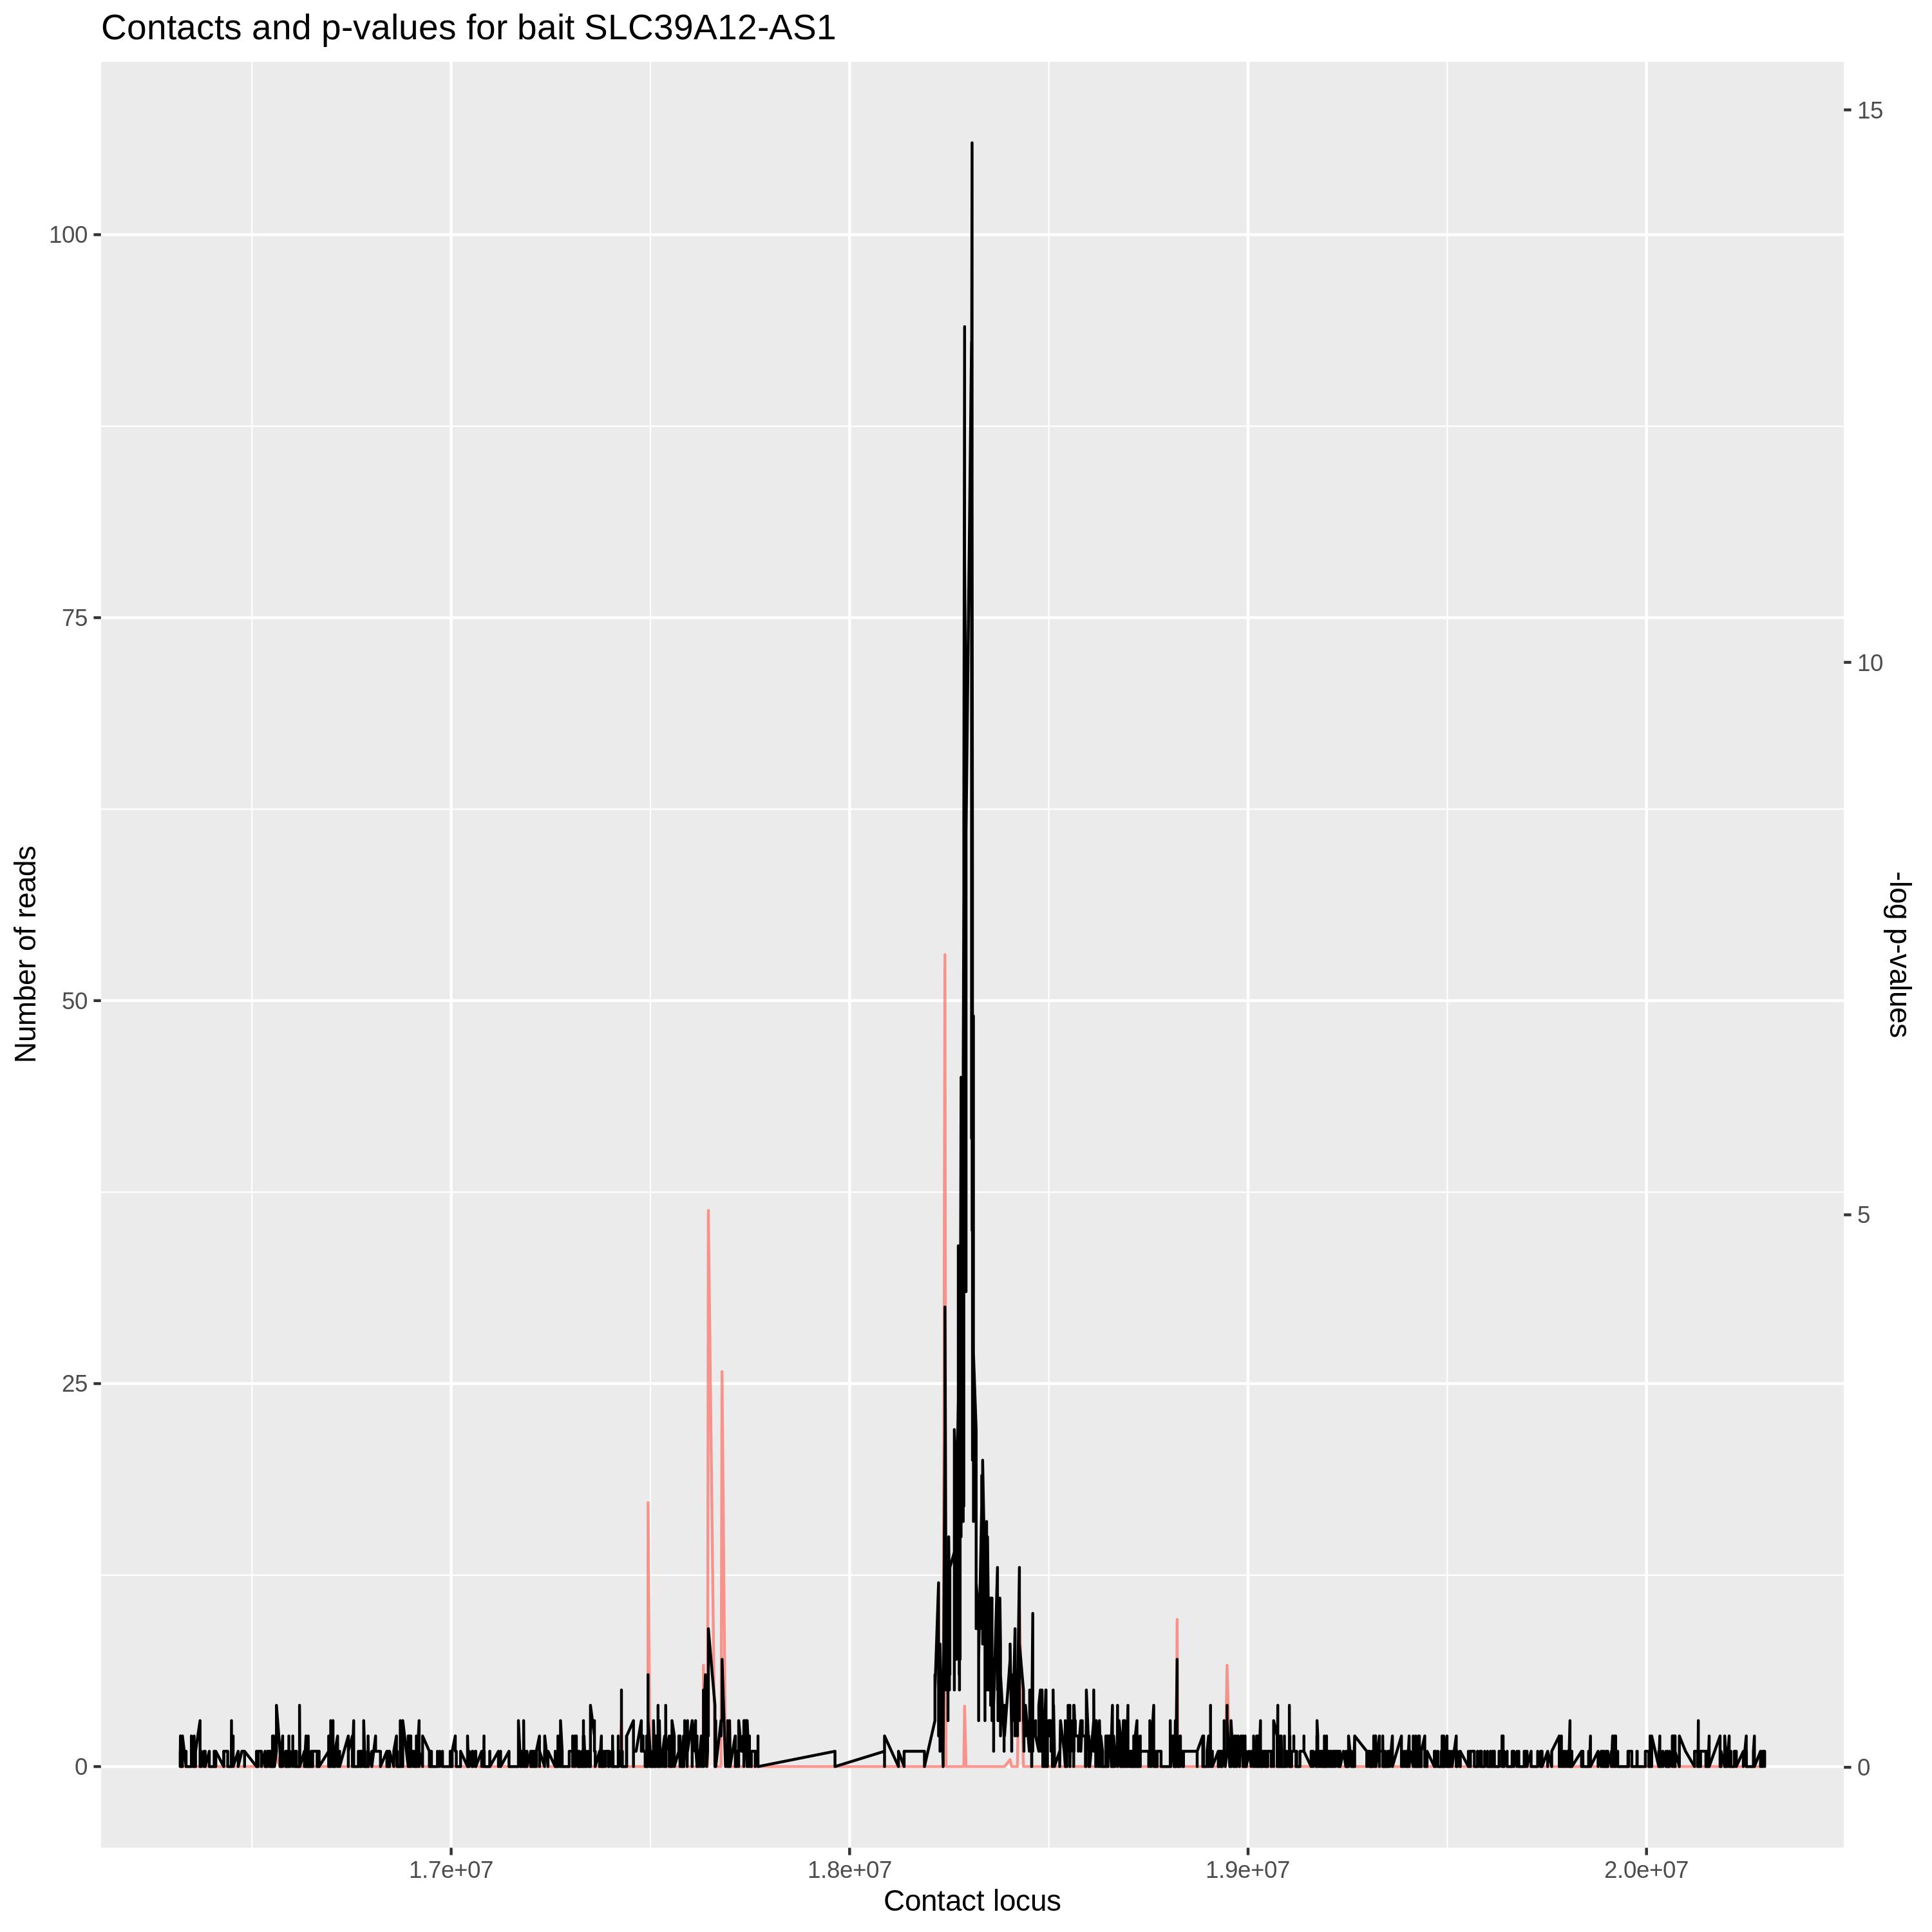 Contacts and p-values for bait SLC39A12-AS1
Number of reads
100
75
50
25
0
15
10
5
0
-log p-values
1.7e+07 1.8e+07 1.9e+07 2.0e+07
Contact locus